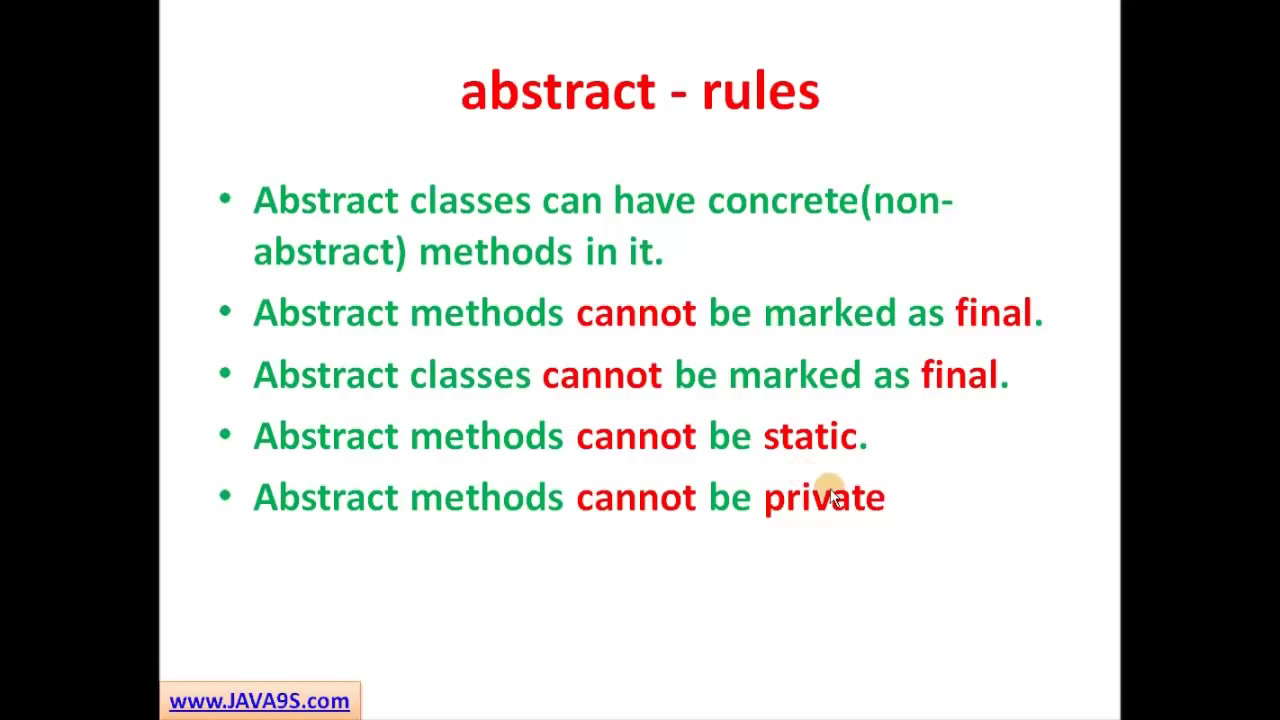 abstract - rules
• Abstract classes can have concrete(non-
abstract) methods in it.
• Abstract methods cannot be marked as final.
• Abstract classes cannot be marked as final.
• Abstract methods cannot be static.
• Abstract methods cannot be private
www.JAVA9S.com